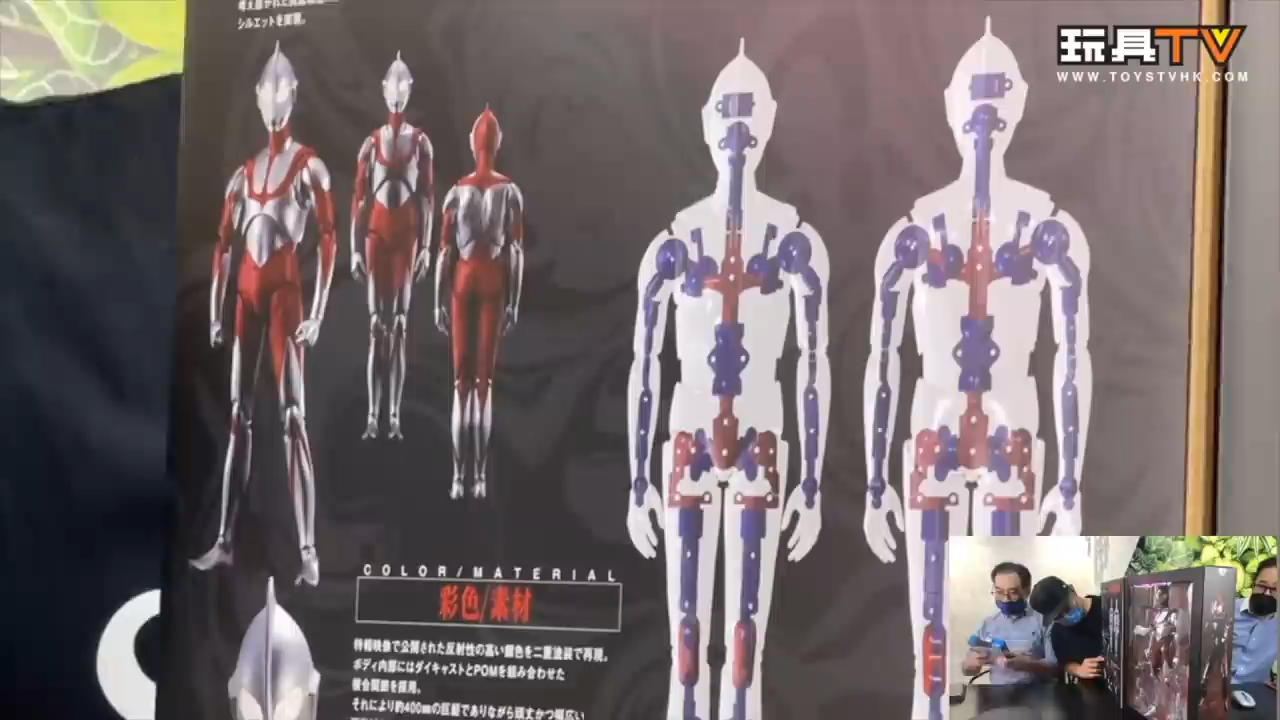 シルエットを実現。
玩具TV
WWW.TOYSTVHK.COM
COLOR/MATERIAL
彩色/素材
特報映像で公開された反射性の高い銀色を二重塗装で再現。
ボディ内部にはダイキャストとPOMを組み合わせた
複合関節を採用。
それにより約400mmの巨躯でありながら頑丈かつ幅広い